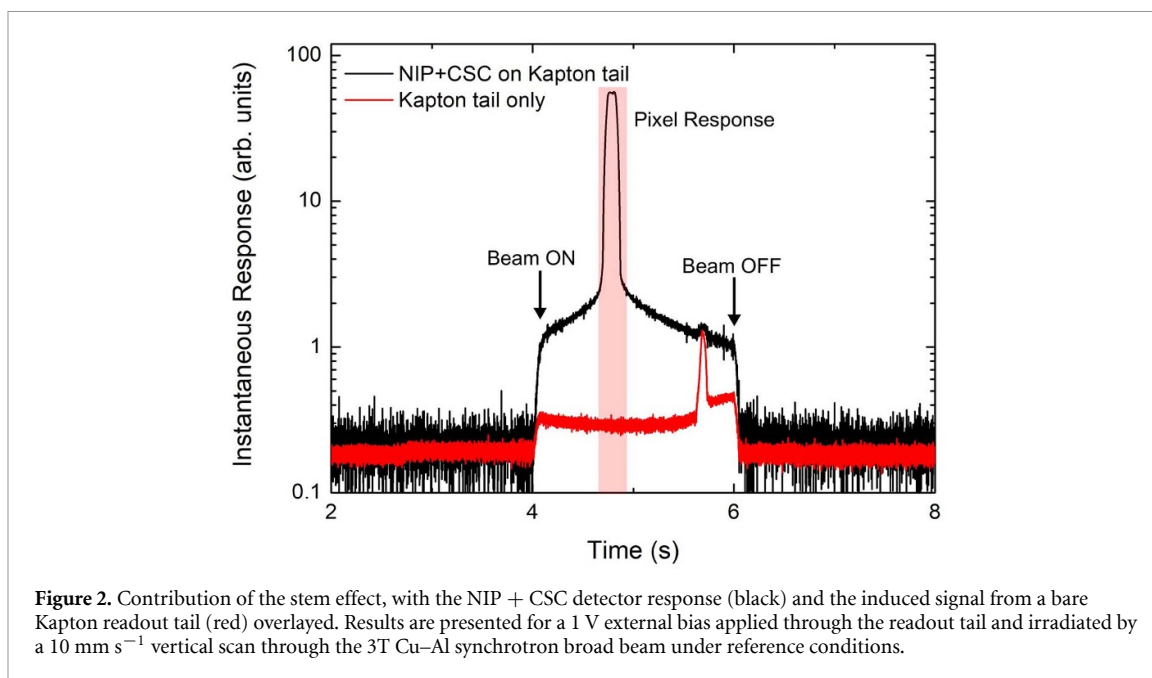 100
10
1
0.1
Instantaneous Response (arb. units)
NIP+CSC on Kapton tail
Kapton tail only
Pixel Response
Beam ON
Beam OFF
2 4 6 8
Time (s)
Figure 2. Contribution of the stem effect, with the NIP + CSC detector response (black) and the induced signal from a bare
Kapton readout tail (red) overlayed. Results are presented for a 1 V external bias applied through the readout tail and irradiated by
a 10 mm s⁻¹ vertical scan through the 3T Cu–Al synchrotron broad beam under reference conditions.